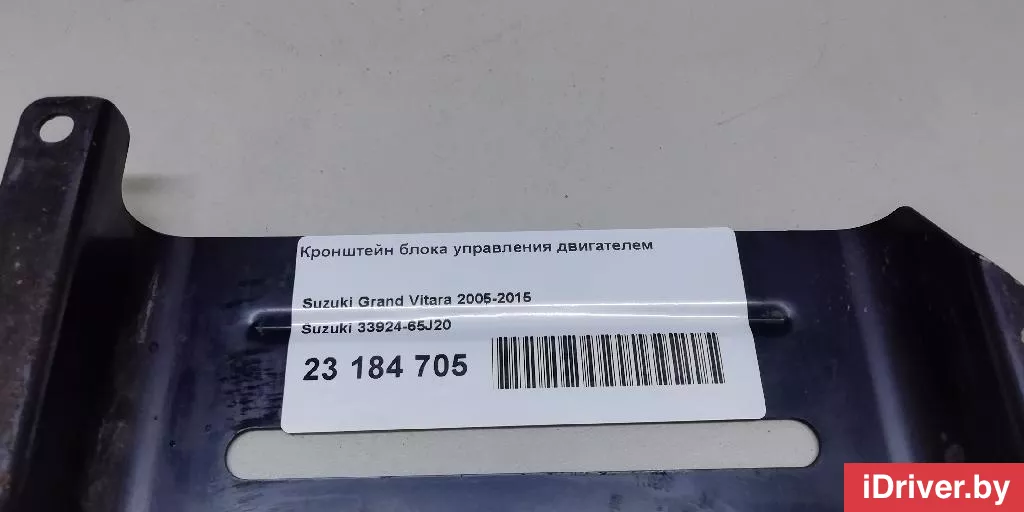 Кронштейн блока управления двигателем
Suzuki Grand Vitara 2005-2015
Suzuki 33924-65J20
23 184 705
iDriver.by